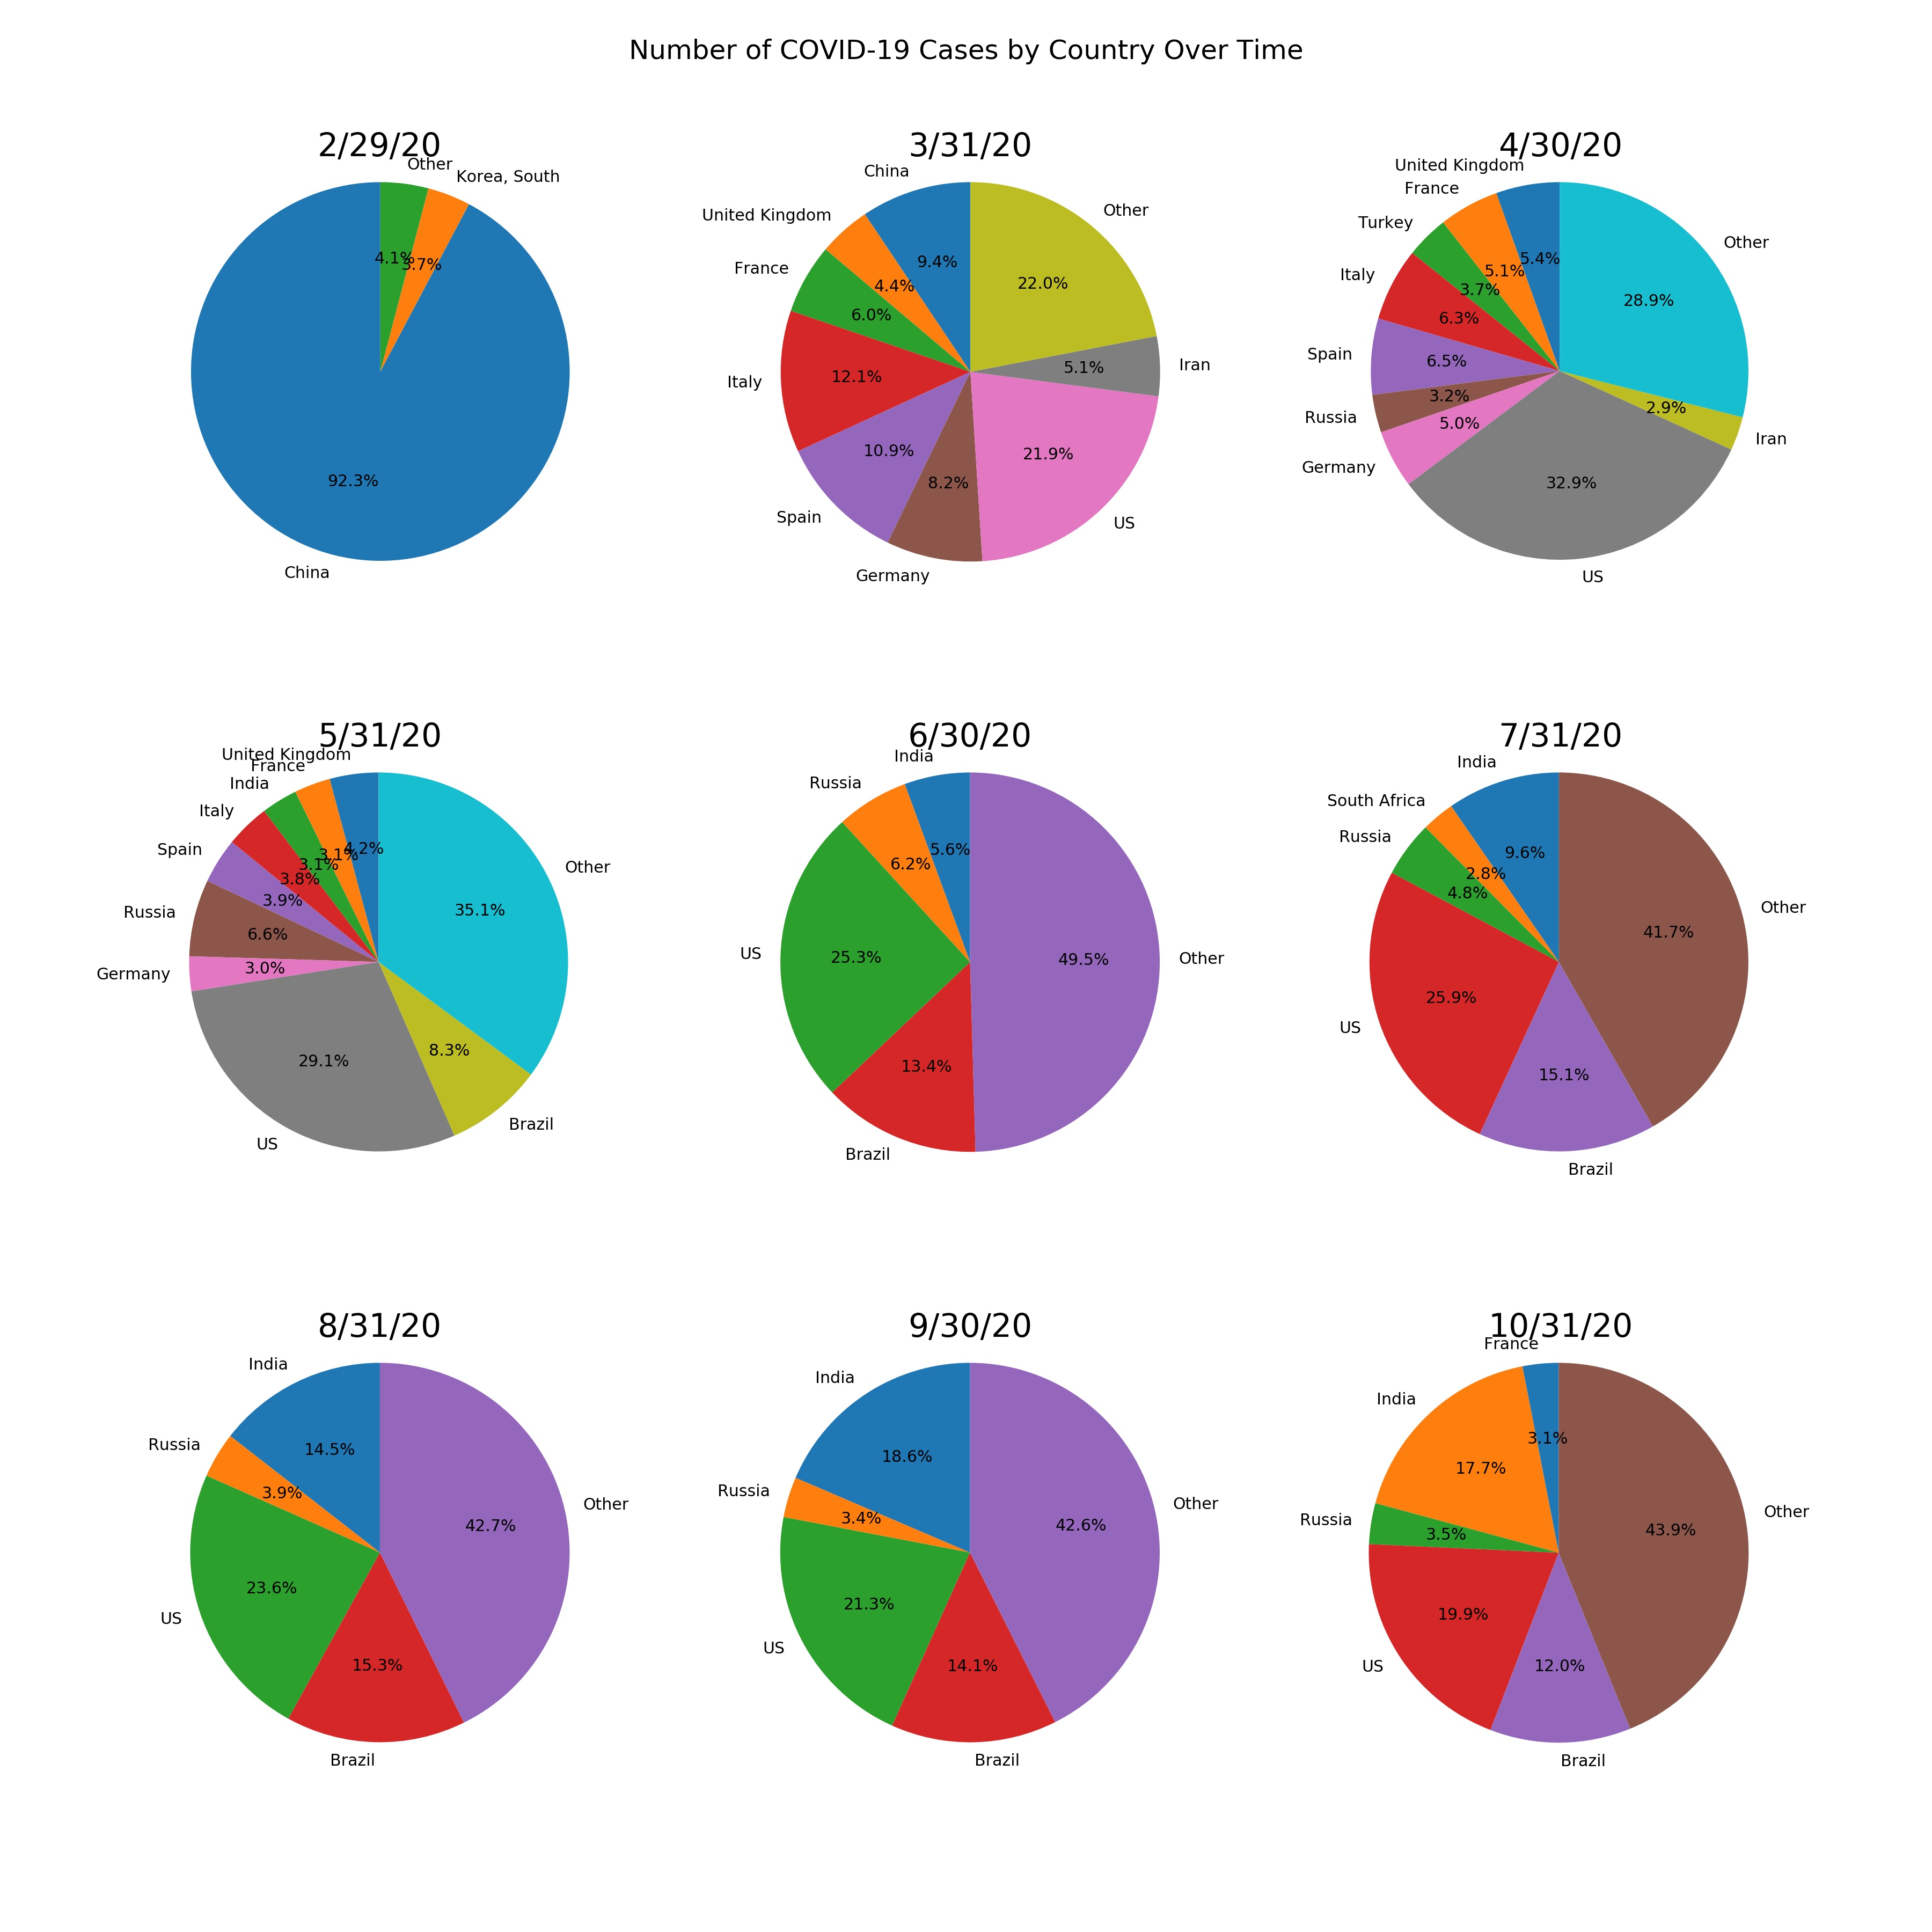 Number of COVID-19 Cases by Country Over Time
2/29/20
Other
Korea, South
4.1%
3.7%
92.3%
China
3/31/20
China
United Kingdom
France
Italy
Spain
Germany
US
Iran
Other
9.4%
4.4%
6.0%
12.1%
10.9%
8.2%
21.9%
5.1%
22.0%
4/30/20
United Kingdom
France
Turkey
Italy
Spain
Russia
Germany
US
Iran
Other
5.4%
5.1%
3.7%
6.3%
6.5%
3.2%
5.0%
32.9%
2.9%
28.9%
5/31/20
United Kingdom
France
India
Italy
Spain
Russia
Germany
US
Brazil
Other
4.2%
3.1%
3.1%
3.8%
3.9%
6.6%
3.0%
29.1%
8.3%
35.1%
6/30/20
India
Russia
US
Brazil
Other
5.6%
6.2%
25.3%
13.4%
49.5%
7/31/20
India
South Africa
Russia
US
Brazil
Other
9.6%
2.8%
4.8%
25.9%
15.1%
41.7%
8/31/20
India
Russia
US
Brazil
Other
14.5%
3.9%
23.6%
15.3%
42.7%
9/30/20
India
Russia
US
Brazil
Other
18.6%
3.4%
21.3%
14.1%
42.6%
10/31/20
France
India
Russia
US
Brazil
Other
3.1%
17.7%
3.5%
19.9%
12.0%
43.9%